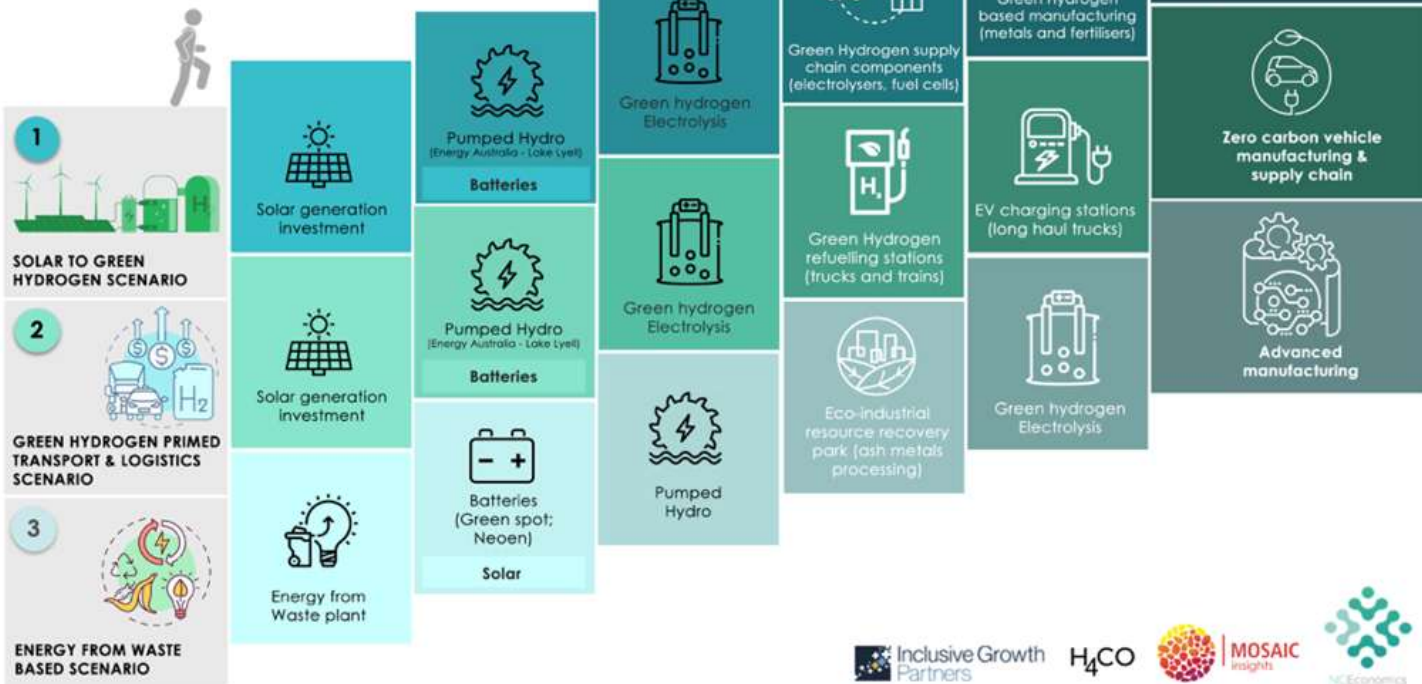 1
SOLAR TO GREEN
HYDROGEN SCENARIO
Solar generation
investment
Pumped Hydro
(Energy Australia - Lake Lyell)
Batteries
Green hydrogen
Electrolysis
Green Hydrogen supply
chain components
(electrolysers, fuel cells)
Green hydrogen
based manufacturing
(metals and fertilisers)
2
H2
GREEN HYDROGEN PRIMED
TRANSPORT & LOGISTICS
SCENARIO
Solar generation
investment
Pumped Hydro
(Energy Australia - Lake Lyell)
Batteries
Green hydrogen
Electrolysis
Green Hydrogen
refuelling stations
(trucks and trains)
EV charging stations
(long haul trucks)
Zero carbon vehicle
manufacturing &
supply chain
3
ENERGY FROM WASTE
BASED SCENARIO
Energy from
Waste plant
Batteries
(Green spot;
Neoen)
Solar
Pumped
Hydro
Eco-industrial
resource recovery
park (ash metals
processing)
Green hydrogen
Electrolysis
Advanced
manufacturing
Inclusive Growth
Partners
H4CO
MOSAIC
insights
NCEconomics